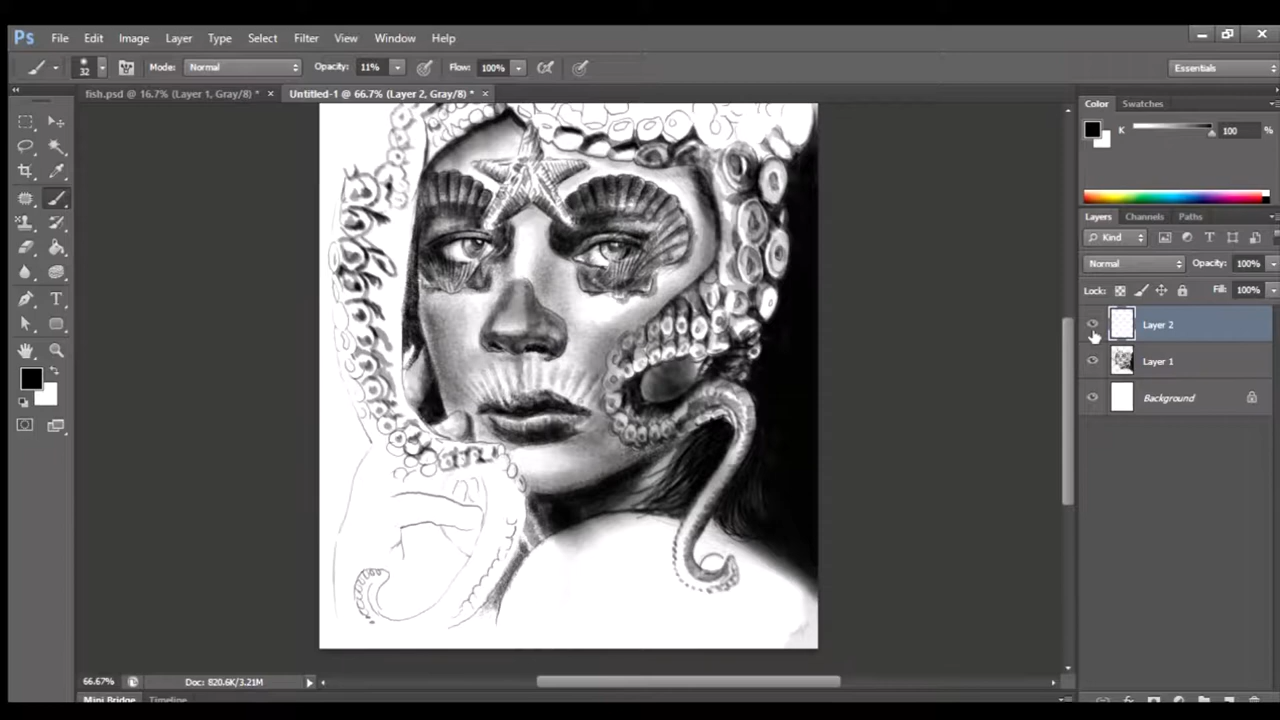 Ps File Edit Image Layer Type Select Filter View Window Help
32 Mode: Normal Opacity: 11% Flow: 100% Essentials
fish.psd @ 16.7% (Layer 1, Gray/8) * × Untitled-1 @ 66.7% (Layer 2, Gray/8) * ×
Color Swatches
K 100 %
Layers Channels Paths
Kind
Normal Opacity: 100%
Lock: Fill: 100%
Layer 2
Layer 1
Background
66.67% Doc: 820.6K/3.21M
Mini Bridge Timeline